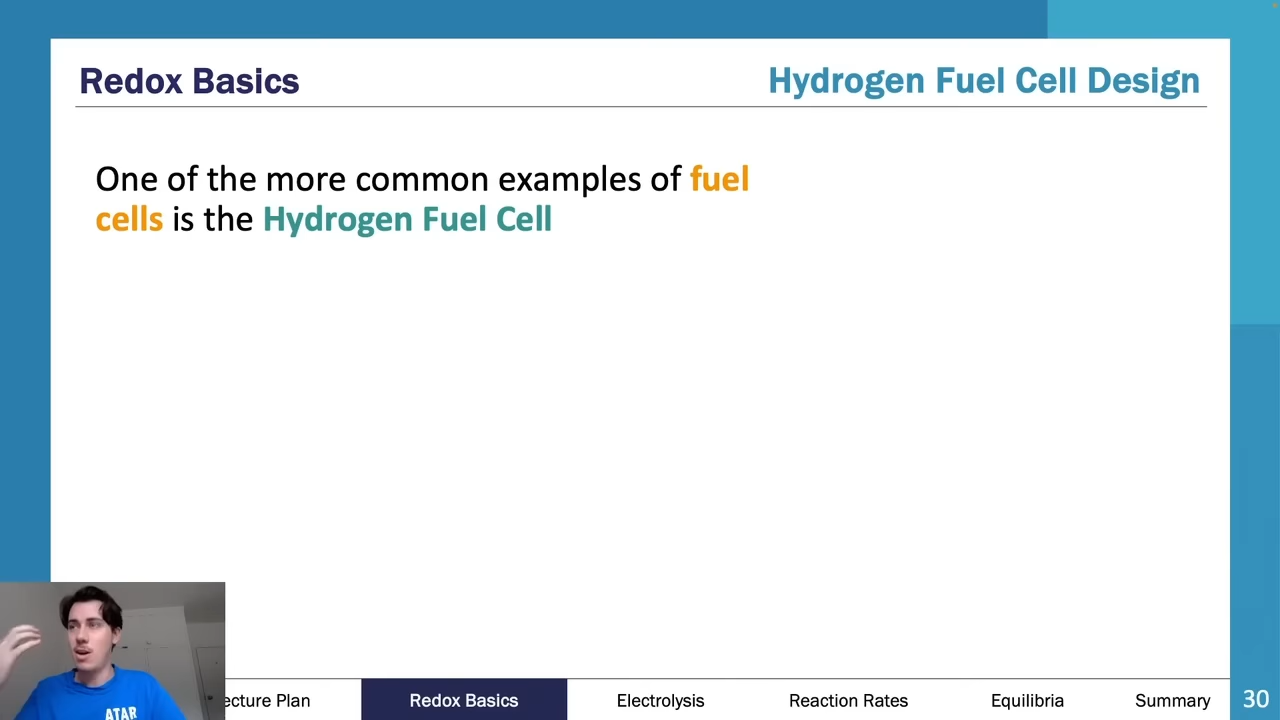 Redox Basics
Hydrogen Fuel Cell Design
One of the more common examples of fuel
cells is the Hydrogen Fuel Cell
ATAR
ecture Plan
Redox Basics
Electrolysis
Reaction Rates
Equilibria
Summary
30